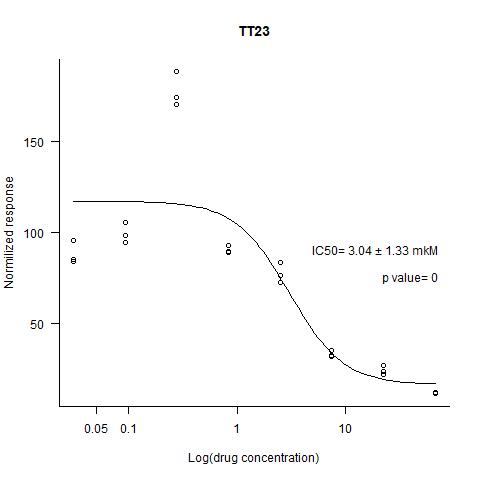 TT23
Normilized response
150
100
50
IC50= 3.04 ± 1.33 mkM
p value= 0
0.05 0.1 1 10
Log(drug concentration)